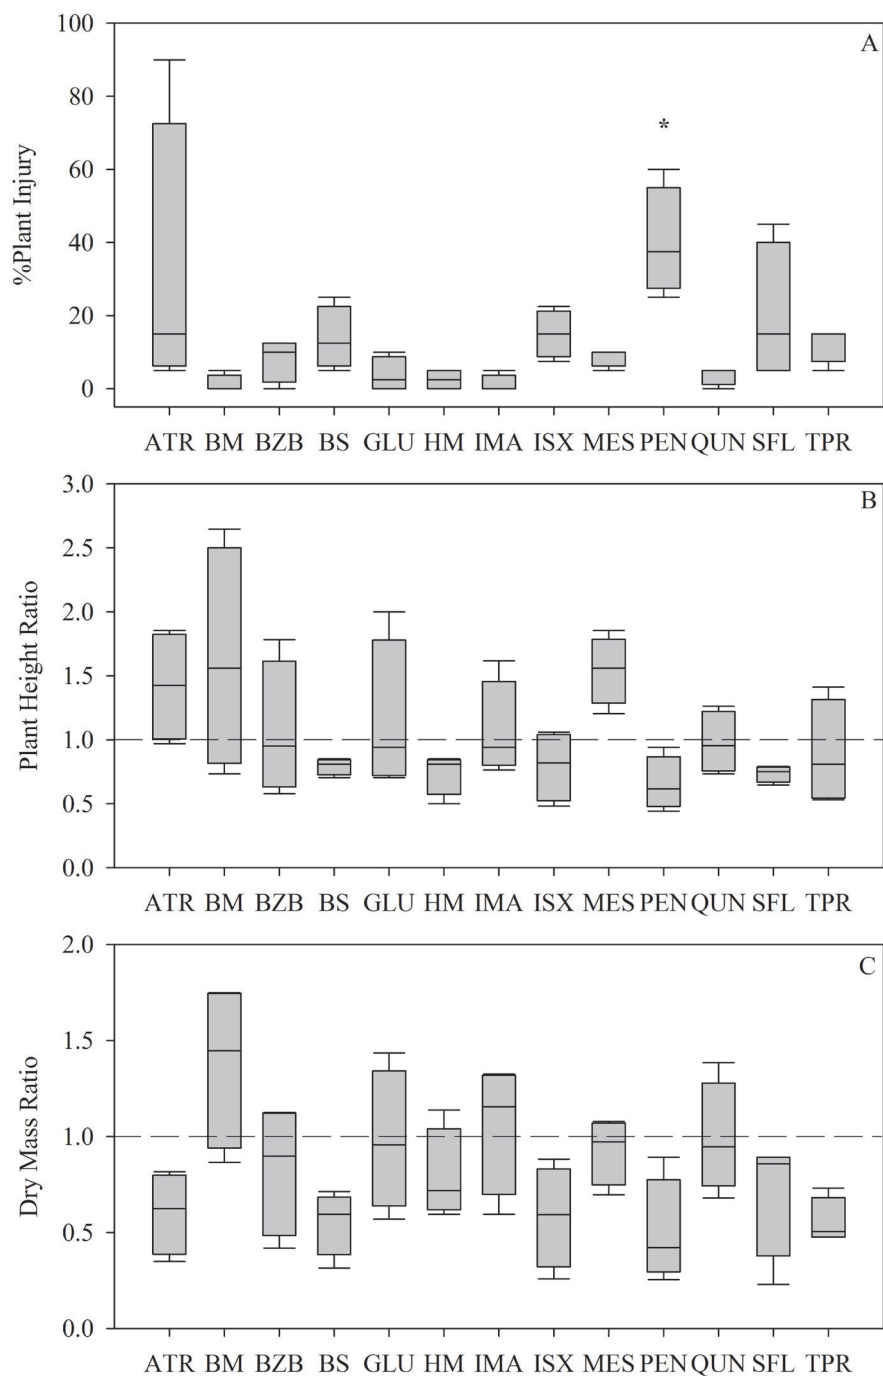 100
A
80
*
60
40
20
0
%Plant Injury
ATR BM BZB BS GLU HM IMA ISX MES PEN QUN SFL TPR
3.0
B
2.5
2.0
1.5
1.0
0.5
0.0
Plant Height Ratio
ATR BM BZB BS GLU HM IMA ISX MES PEN QUN SFL TPR
2.0
C
1.5
1.0
0.5
0.0
Dry Mass Ratio
ATR BM BZB BS GLU HM IMA ISX MES PEN QUN SFL TPR